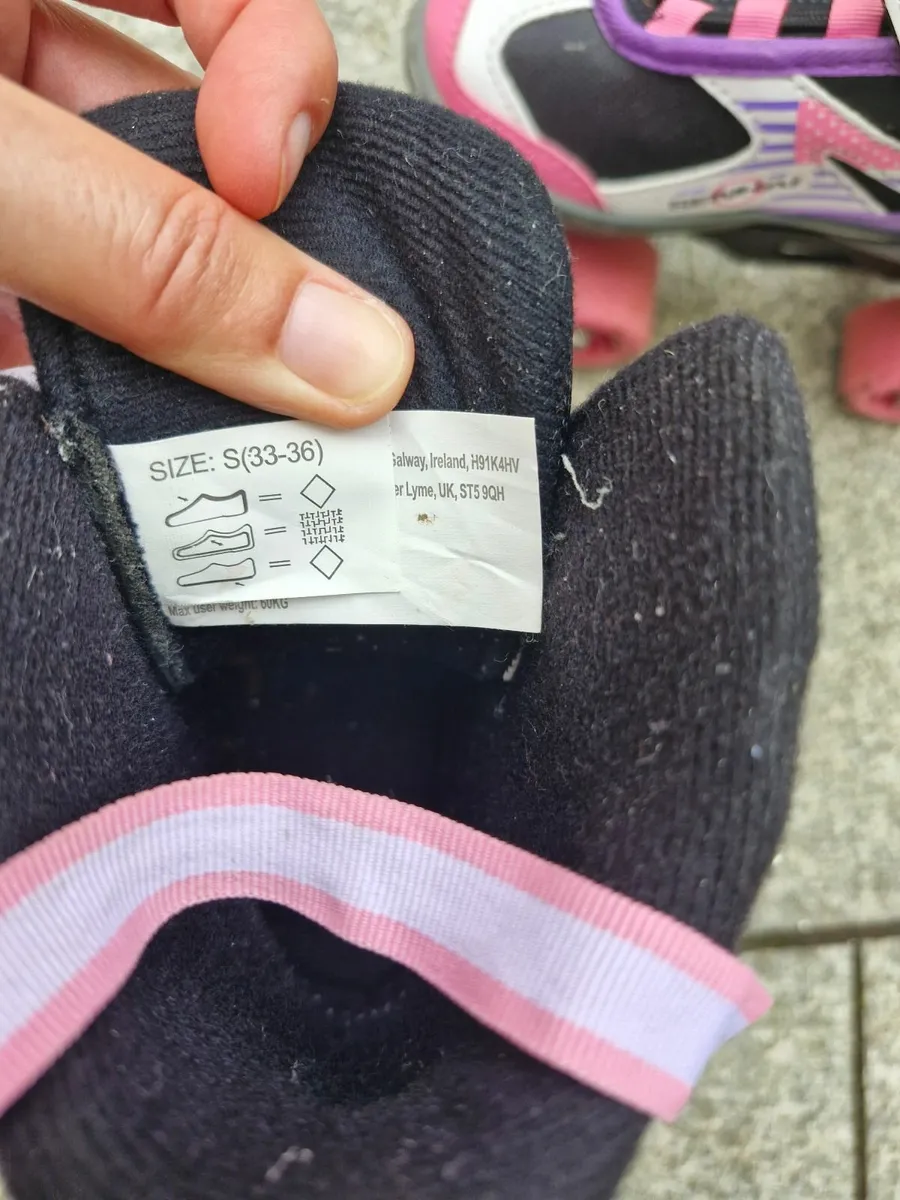 SIZE: S(33-36)
Galway, Ireland, H91K4HV
er Lyme, UK, ST5 9QH
Max user weight: 60KG